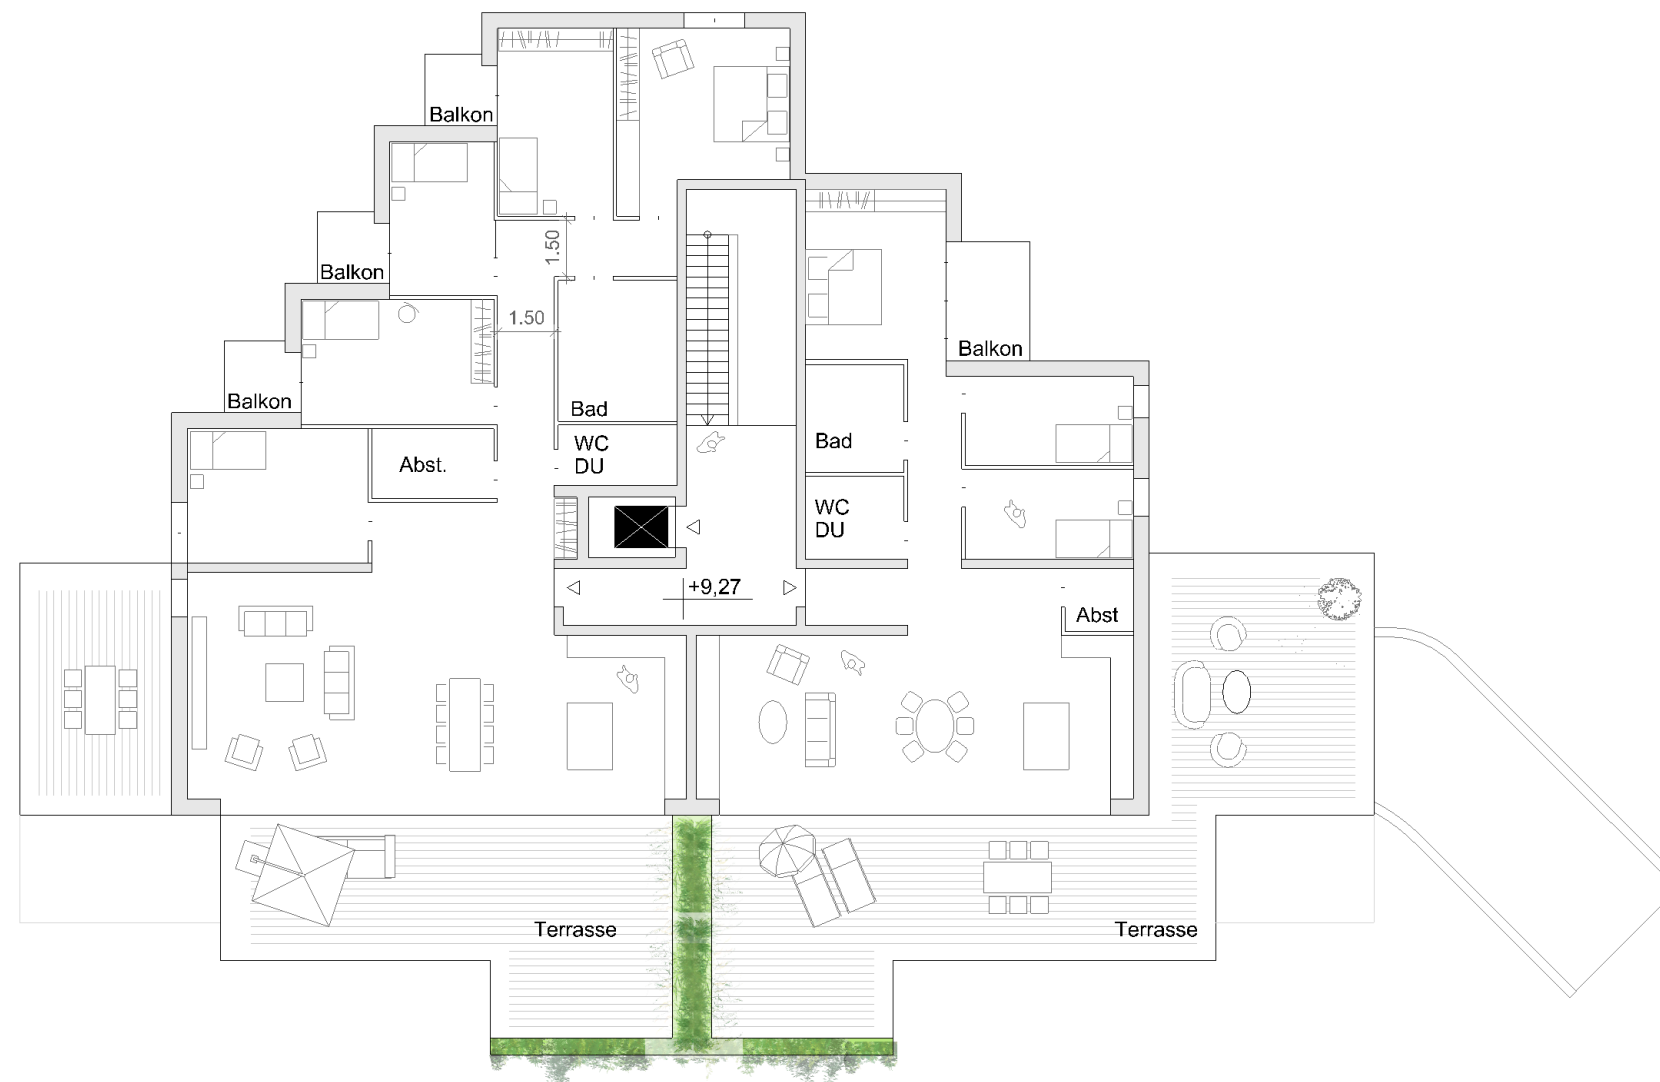 Balkon
1.50
Balkon
1.50
Balkon
Balkon
Bad
WC
DU
Abst.
Bad
WC
DU
+9,27
Abst
Terrasse
Terrasse